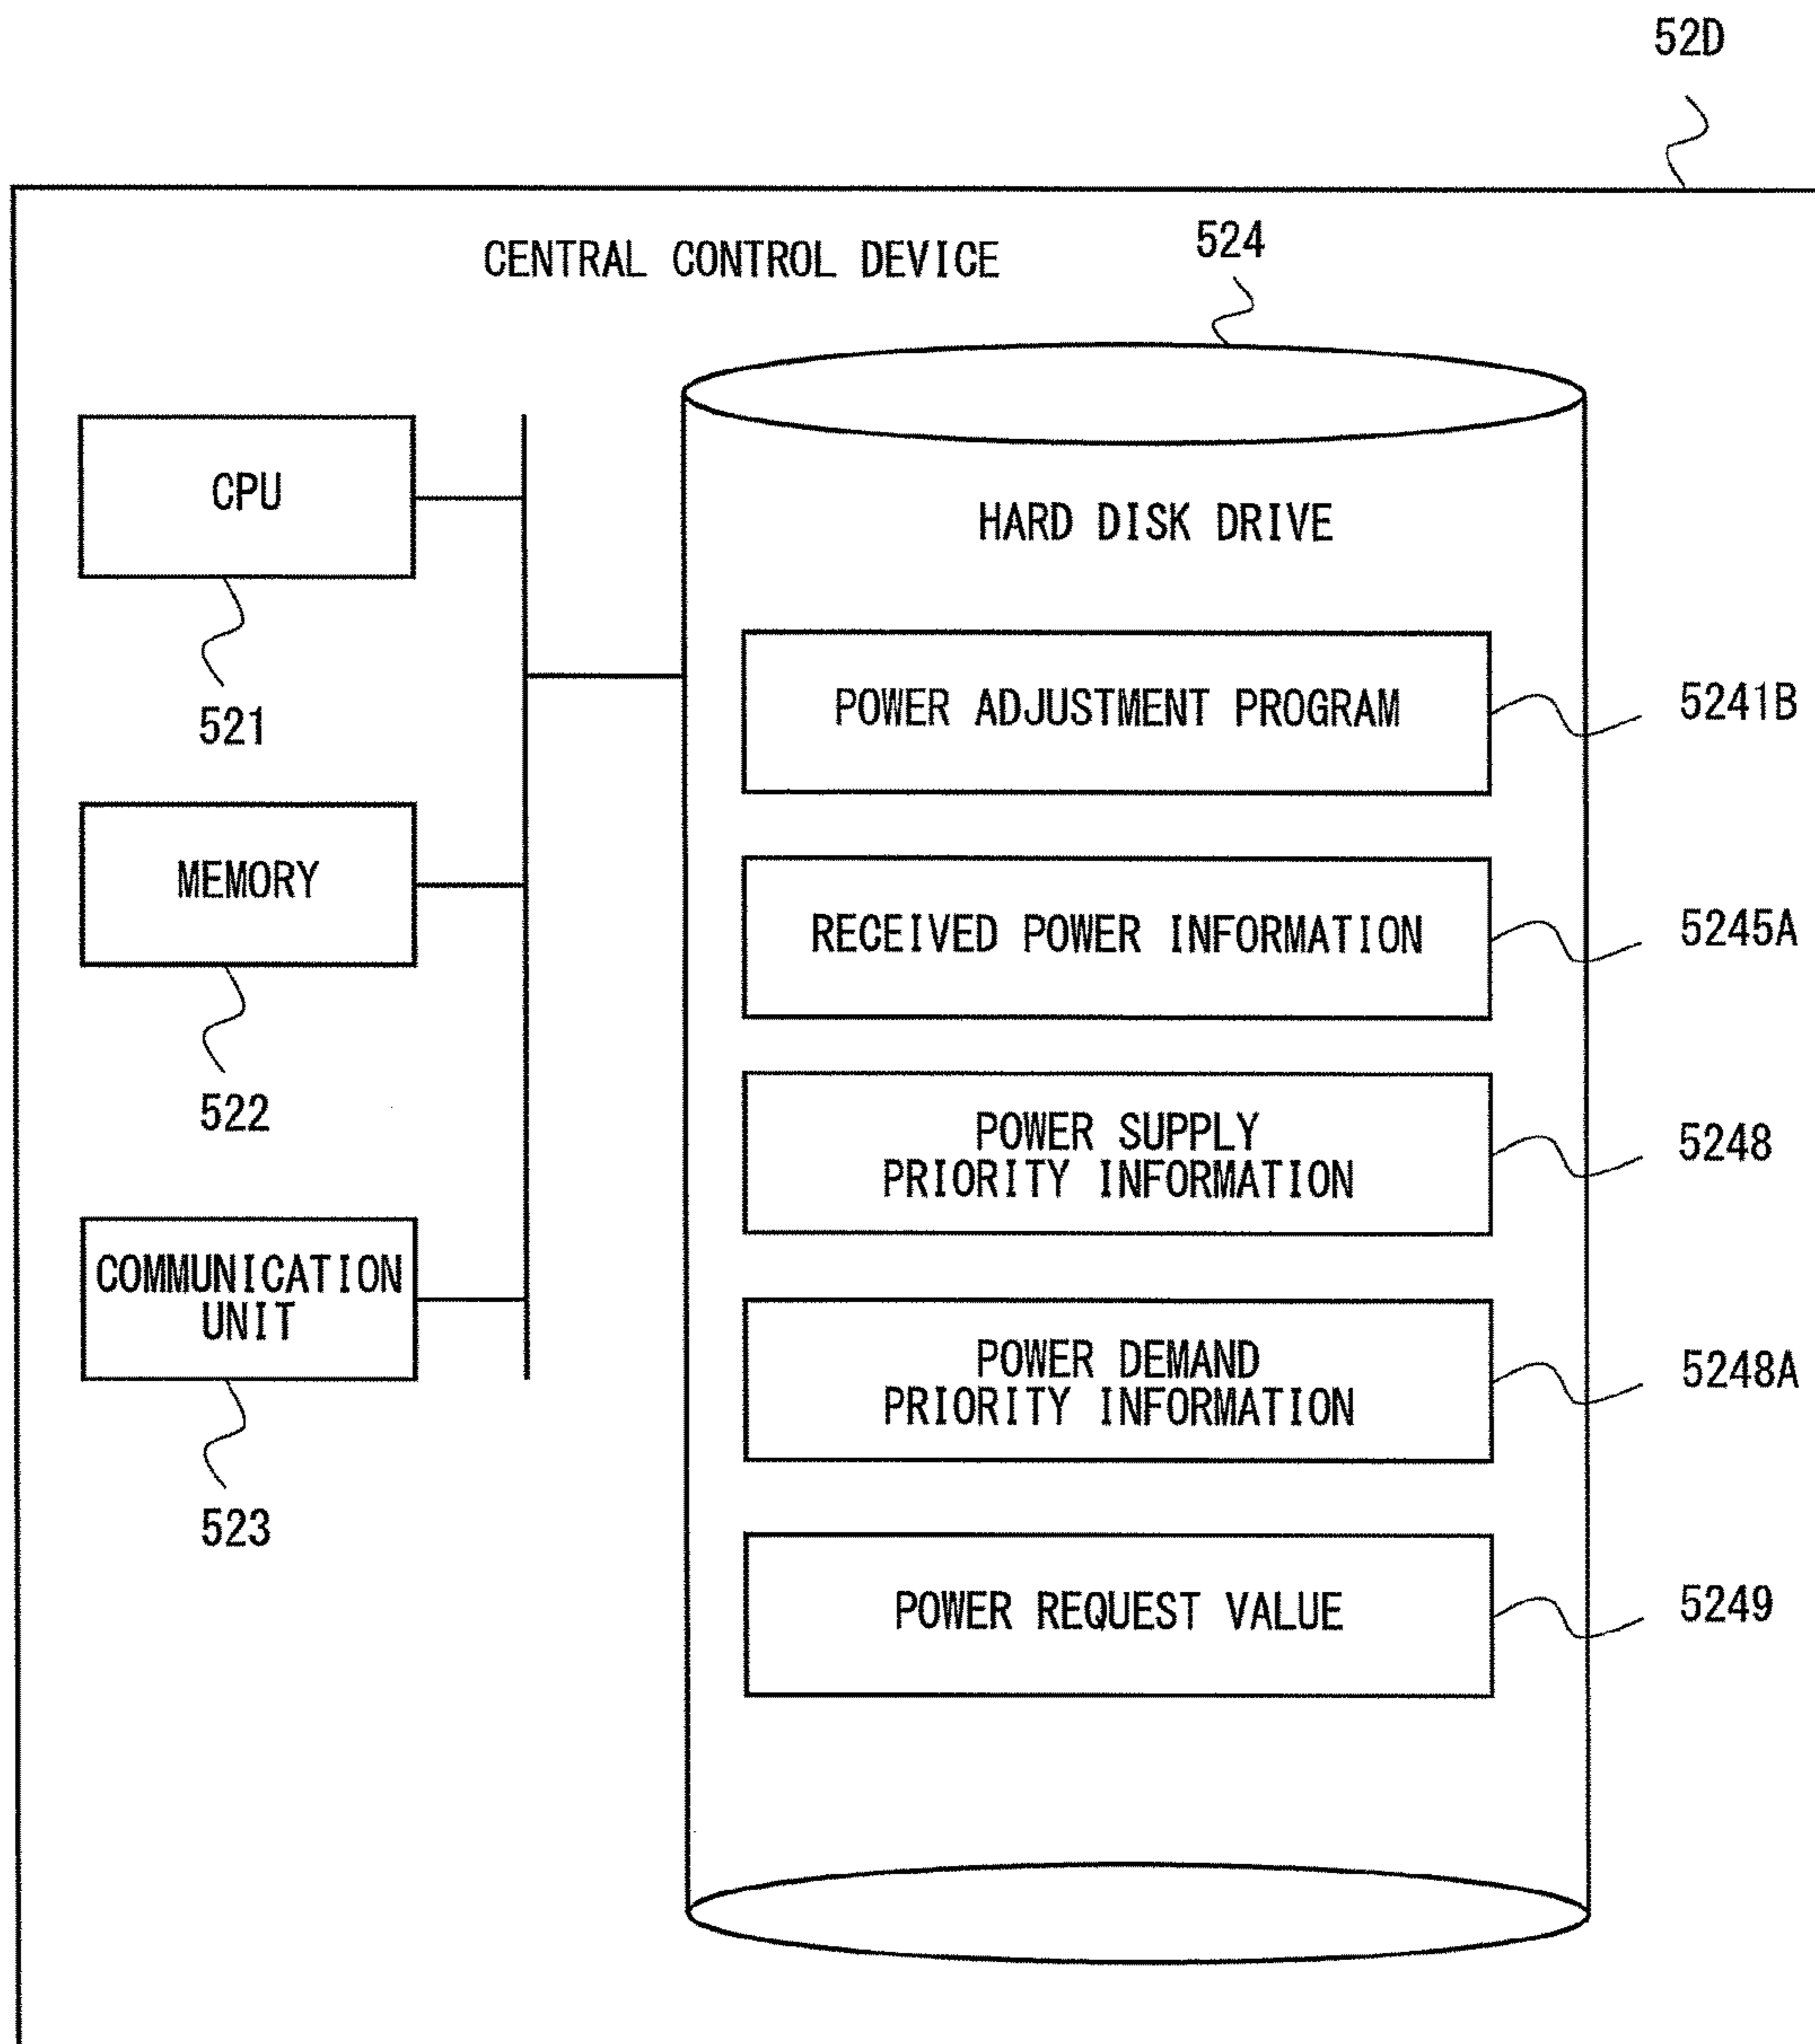 52D
CENTRAL CONTROL DEVICE
524
CPU
521
MEMORY
522
COMMUNICATION
UNIT
523
HARD DISK DRIVE
POWER ADJUSTMENT PROGRAM
5241B
RECEIVED POWER INFORMATION
5245A
POWER SUPPLY
PRIORITY INFORMATION
5248
POWER DEMAND
PRIORITY INFORMATION
5248A
POWER REQUEST VALUE
5249